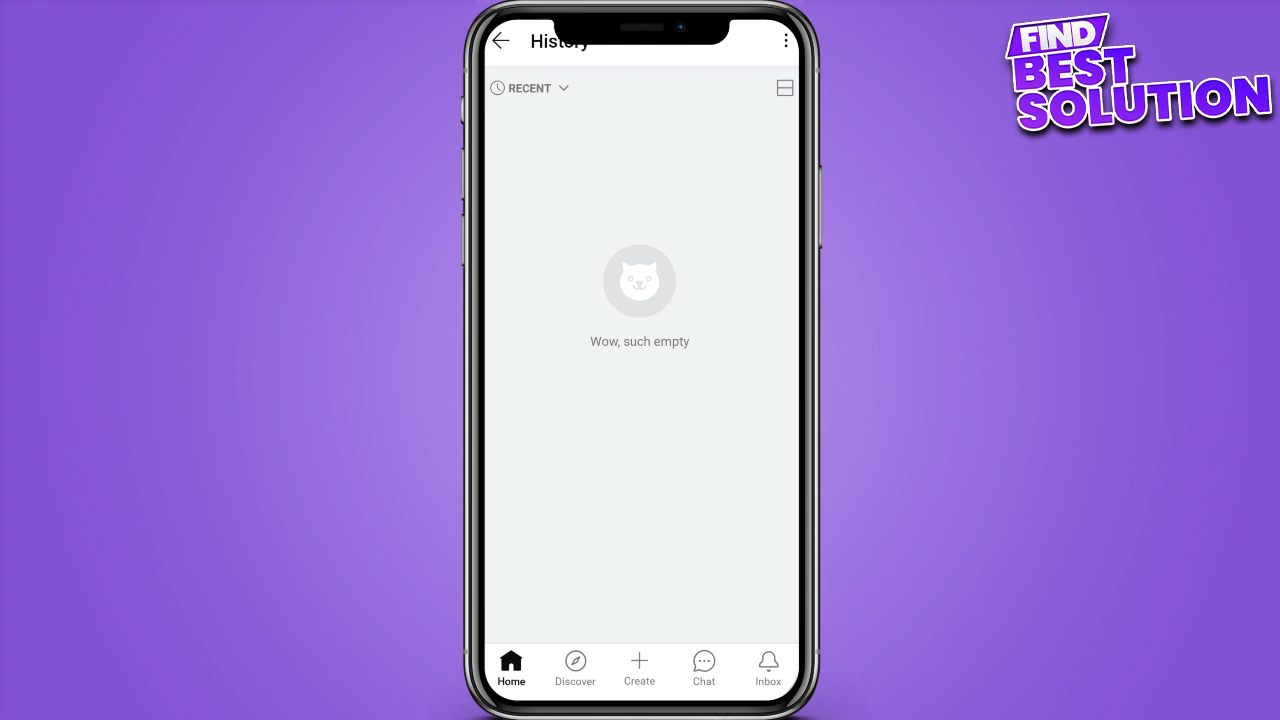 History
FIND
BEST
SOLUTION
RECENT
Wow, such empty
Home
Discover
Create
Chat
Inbox